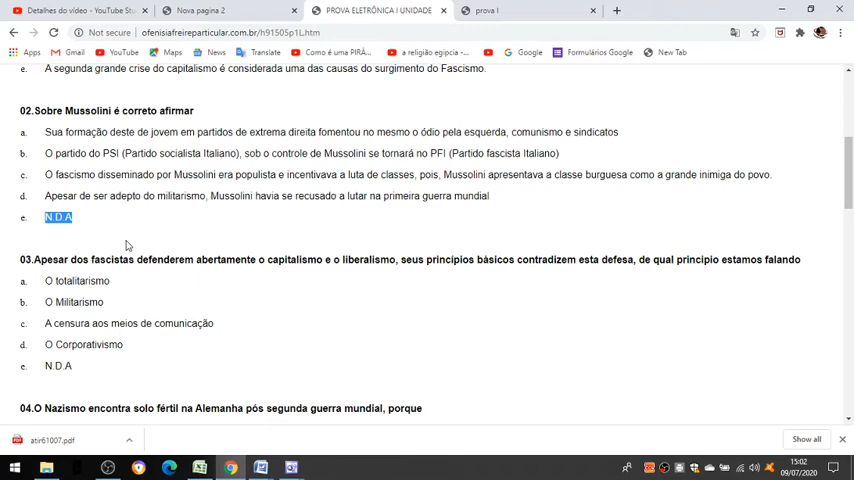 Detalhes do vídeo - YouTube Stu
Nova pagina 2
PROVA ELETRÔNICA I UNIDADE
prova I
Not secure
ofenisiafreireparticular.com.br/h91505p1L.htm
Apps
Gmail
YouTube
Maps
News
Translate
Como é uma PIRÂ...
a religião egipcia -...
Google
Formulários Google
New Tab
e. A segunda grande crise do capitalismo é considerada uma das causas do surgimento do Fascismo.
02.Sobre Mussolini é correto afirmar
a. Sua formação deste de jovem em partidos de extrema direita fomentou no mesmo o ódio pela esquerda, comunismo e sindicatos
b. O partido do PSI (Partido socialista Italiano), sob o controle de Mussolini se tornará no PFI (Partido fascista Italiano)
c. O fascismo disseminado por Mussolini era populista e incentivava a luta de classes, pois, Mussolini apresentava a classe burguesa como a grande inimiga do povo.
d. Apesar de ser adepto do militarismo, Mussolini havia se recusado a lutar na primeira guerra mundial
e. N.D.A
03.Apesar dos fascistas defenderem abertamente o capitalismo e o liberalismo, seus princípios básicos contradizem esta defesa, de qual principio estamos falando
a. O totalitarismo
b. O Militarismo
c. A censura aos meios de comunicação
d. O Corporativismo
e. N.D.A
04.O Nazismo encontra solo fértil na Alemanha pós segunda guerra mundial, porque
atir61007.pdf
Show all
15:02
09/07/2020